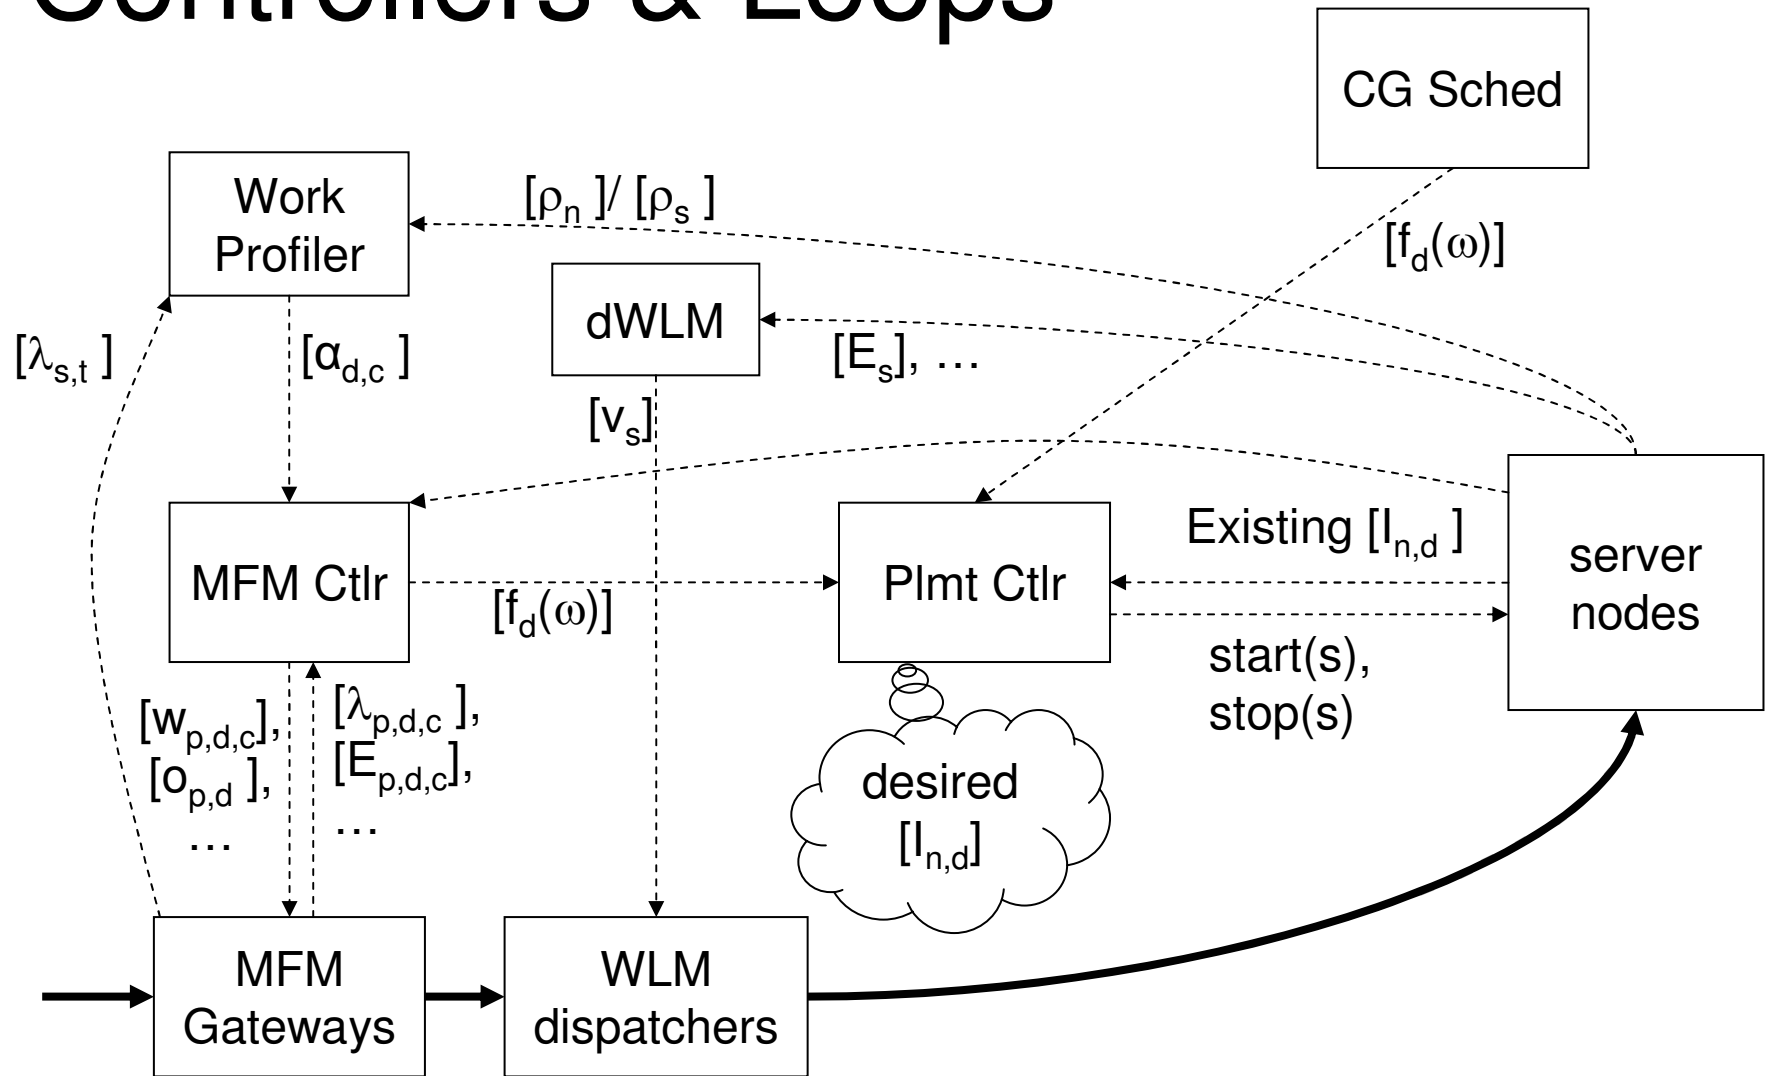 Controllers & Loops
CG Sched
Work
Profiler
[ρn ]/ [ρs ]
[fd(ω)]
dWLM
[λs,t ]
[αd,c ]
[Es], …
[vs]
MFM Ctlr
Plmt Ctlr
Existing [In,d ]
server
nodes
[fd(ω)]
start(s),
stop(s)
[wp,d,c],
[op,d ],
…
[λp,d,c ],
[Ep,d,c],
…
desired
[In,d]
MFM
Gateways
WLM
dispatchers